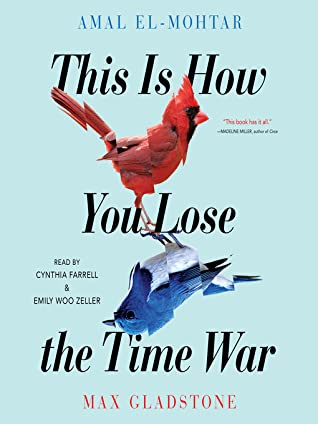 AMAL EL-MOHTAR
This Is How
"This book has it all."
—MADELINE MILLER, author of Circe
You Lose
READ BY
CYNTHIA FARRELL
&
EMILY WOO ZELLER
the Time War
MAX GLADSTONE